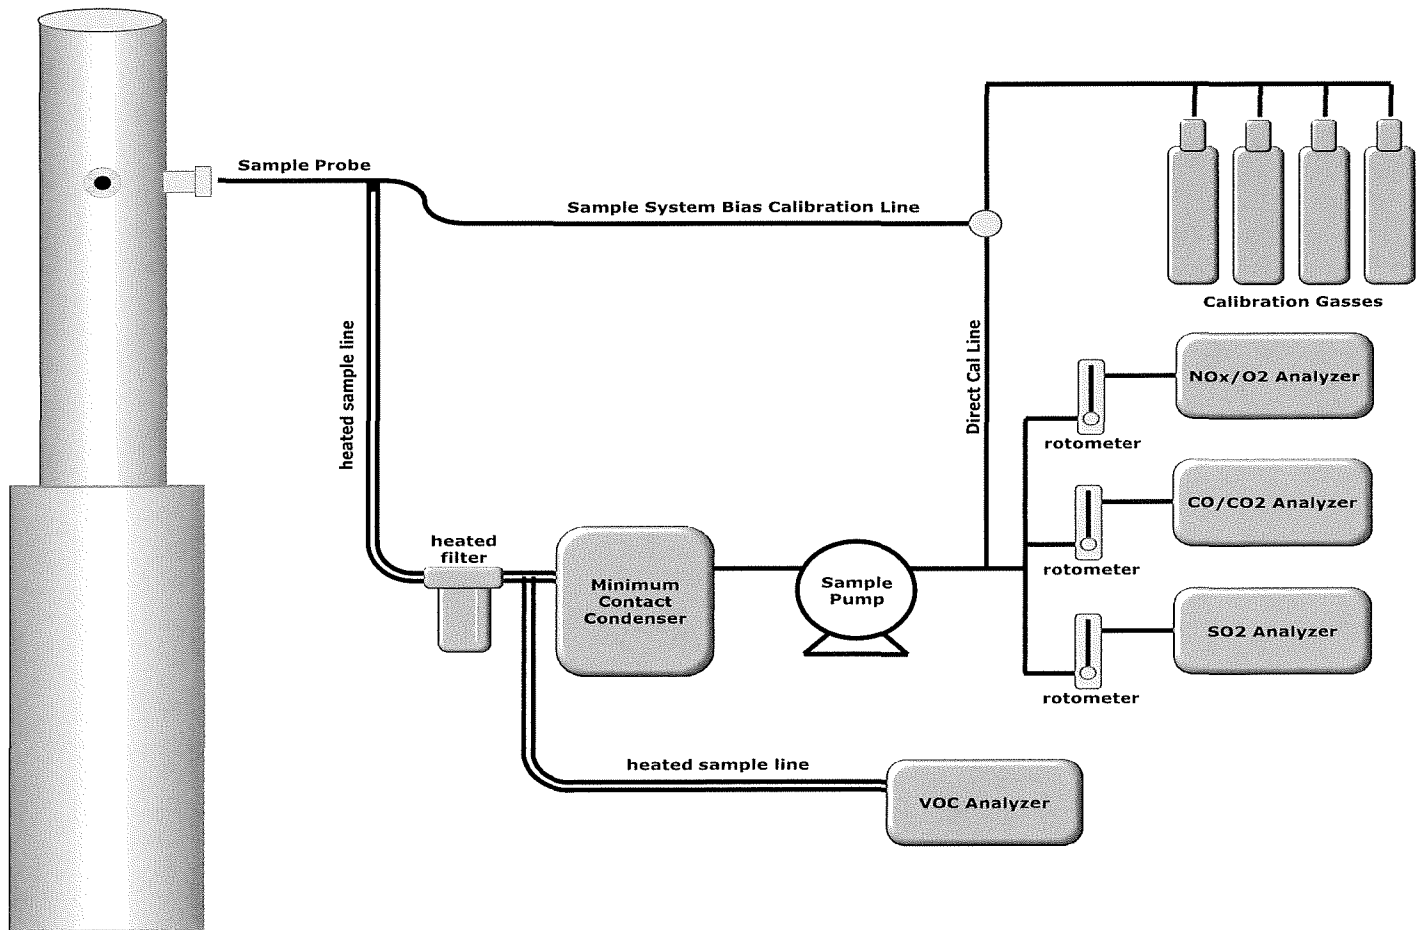 Sample Probe
Sample System Bias Calibration Line
Calibration Gasses
heated sample line
Direct Cal Line
NOx/O2 Analyzer
rotometer
CO/CO2 Analyzer
rotometer
heated
filter
Minimum
Contact
Condenser
Sample
Pump
SO2 Analyzer
rotometer
heated sample line
VOC Analyzer